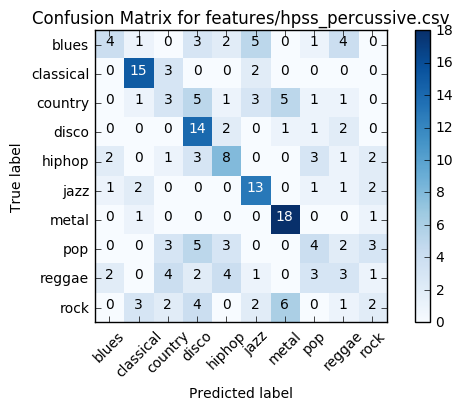 Confusion Matrix for features/hpss_percussive.csv
blues 4 1 0 3 2 5 0 1 4 0
classical 0 15 3 0 0 2 0 0 0 0
country 0 1 3 5 1 3 5 1 1 0
disco 0 0 0 14 2 0 1 1 2 0
hiphop 2 0 1 3 8 0 0 3 1 2
jazz 1 2 0 0 0 13 0 1 1 2
metal 0 1 0 0 0 0 18 0 0 1
pop 0 0 3 5 3 0 0 4 2 3
reggae 2 0 4 2 4 1 0 3 3 1
rock 0 3 2 4 0 2 6 0 1 2
blues classical country disco hiphop jazz metal pop reggae rock
True label
Predicted label
18
16
14
12
10
8
6
4
2
0